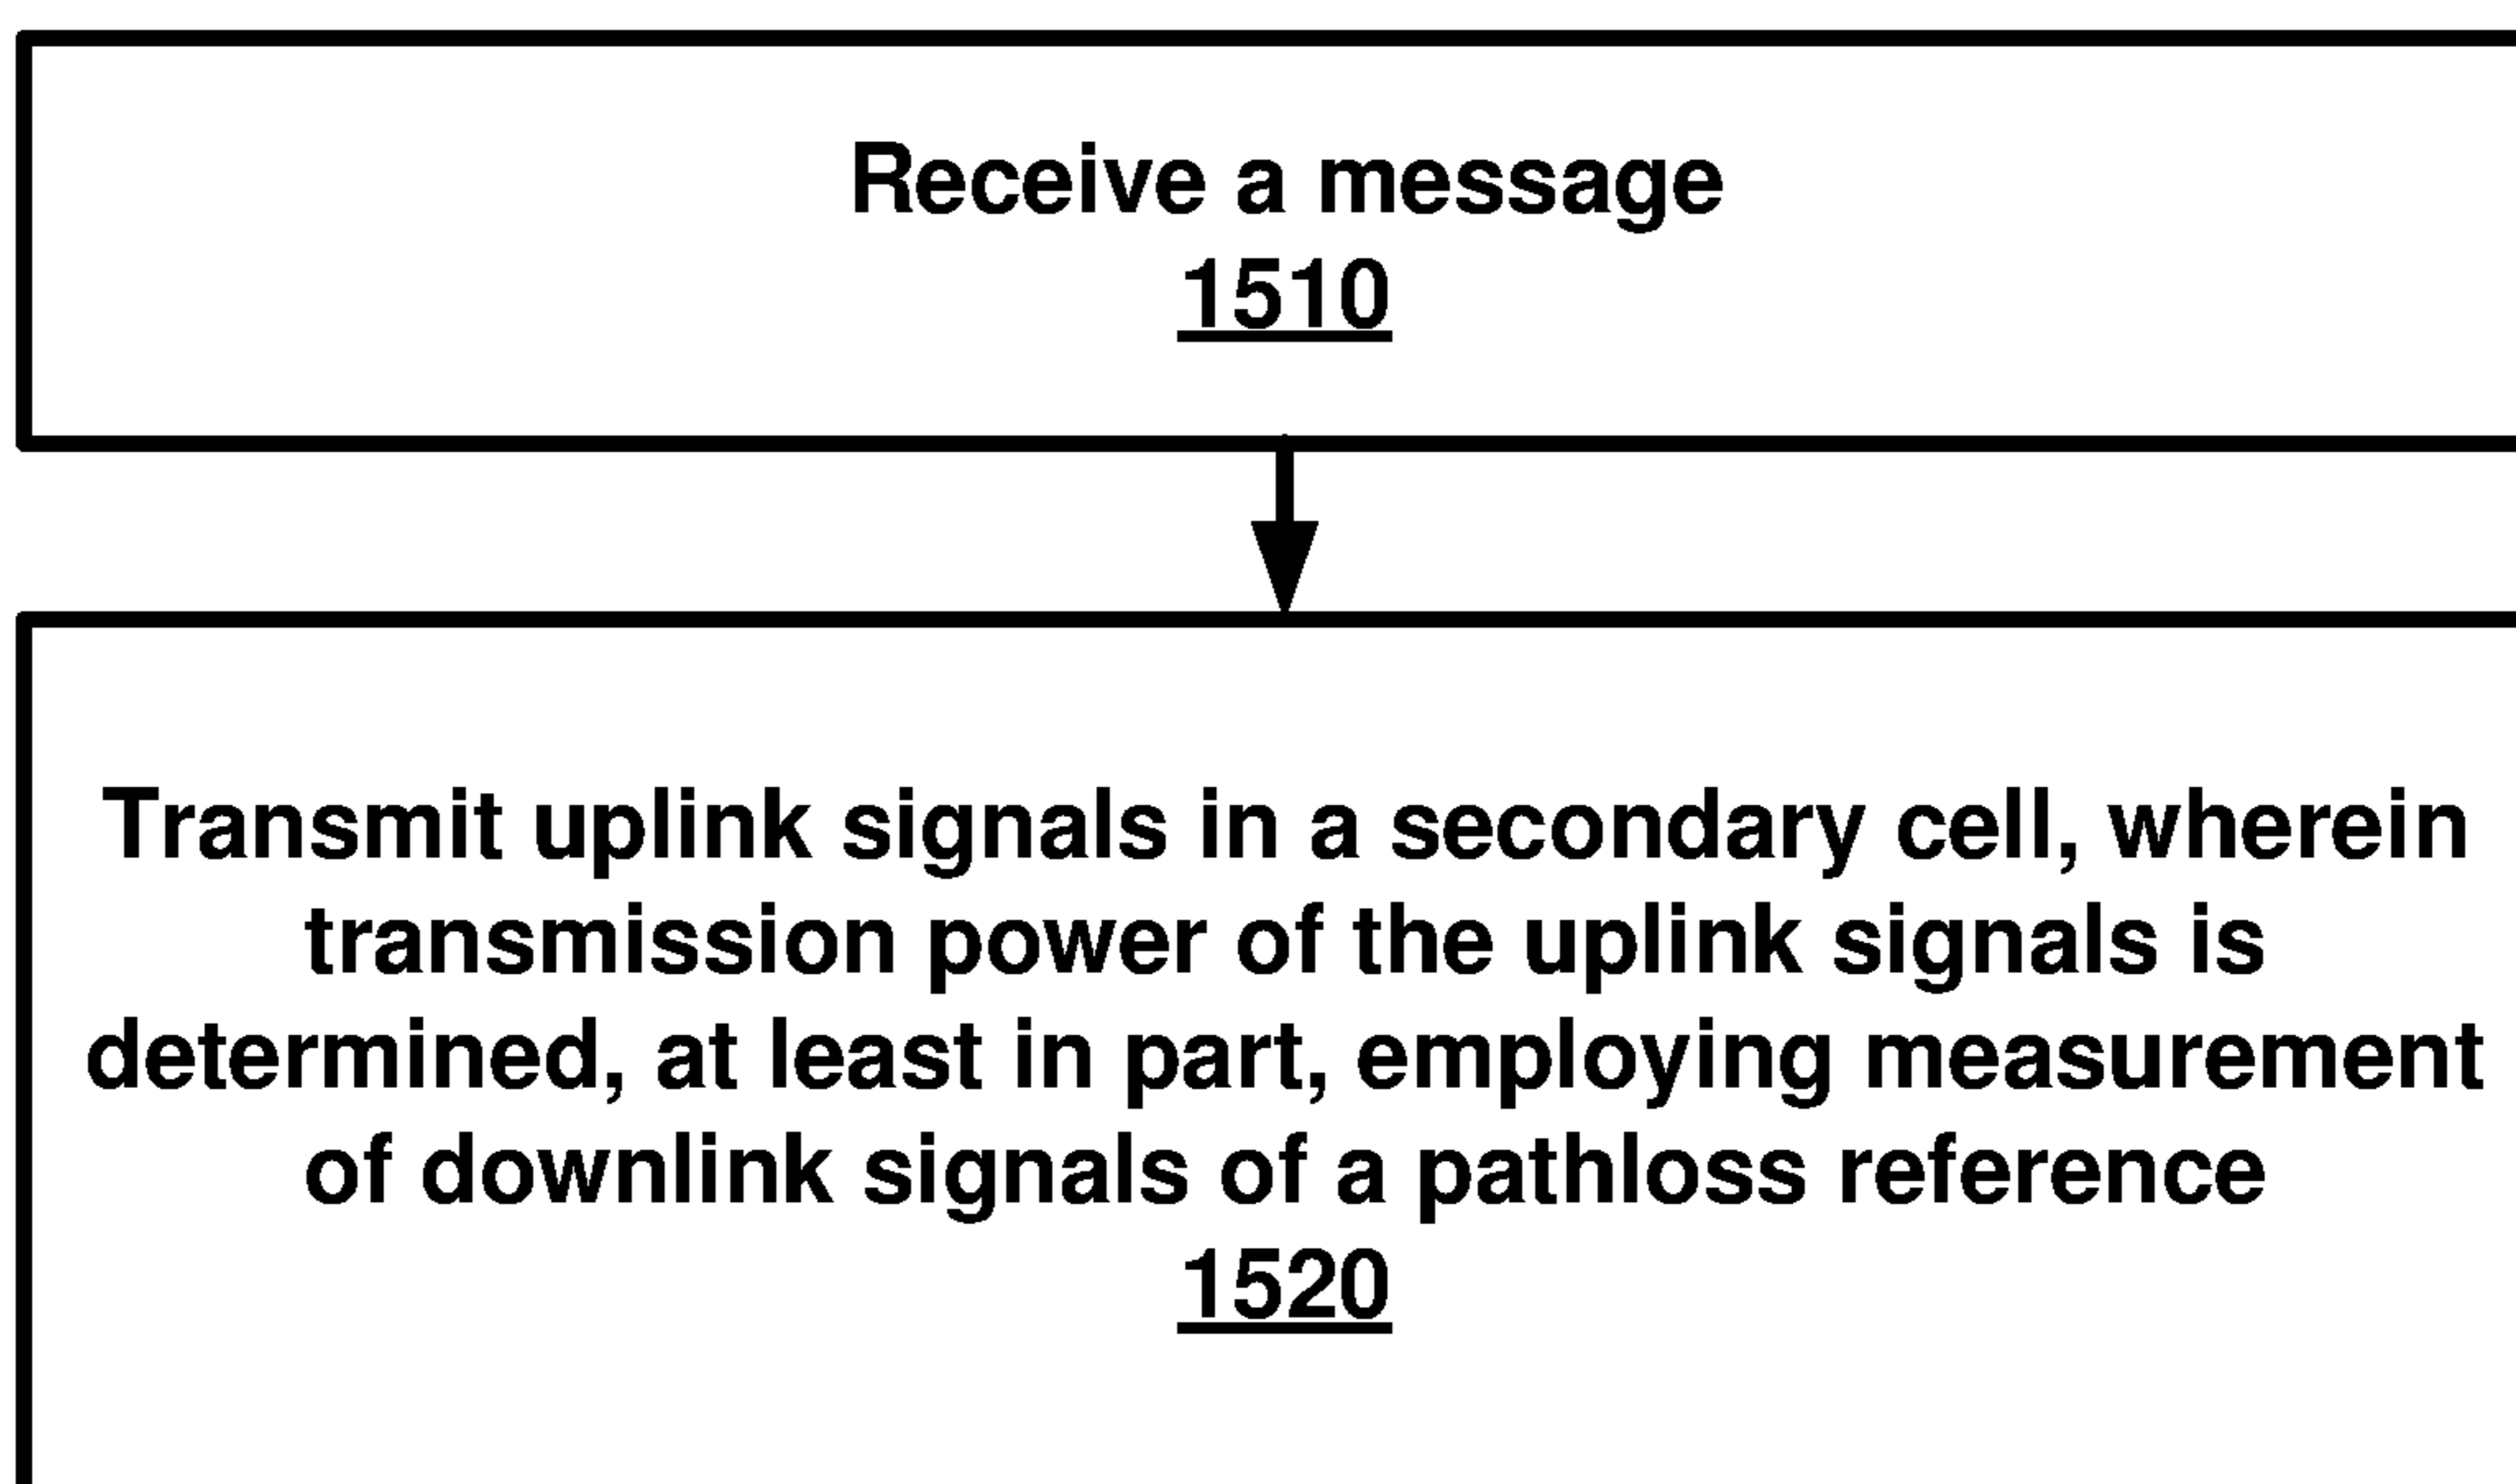 Receive a message
1510
Transmit uplink signals in a secondary cell, wherein
transmission power of the uplink signals is
determined, at least in part, employing measurement
of downlink signals of a pathloss reference
1520